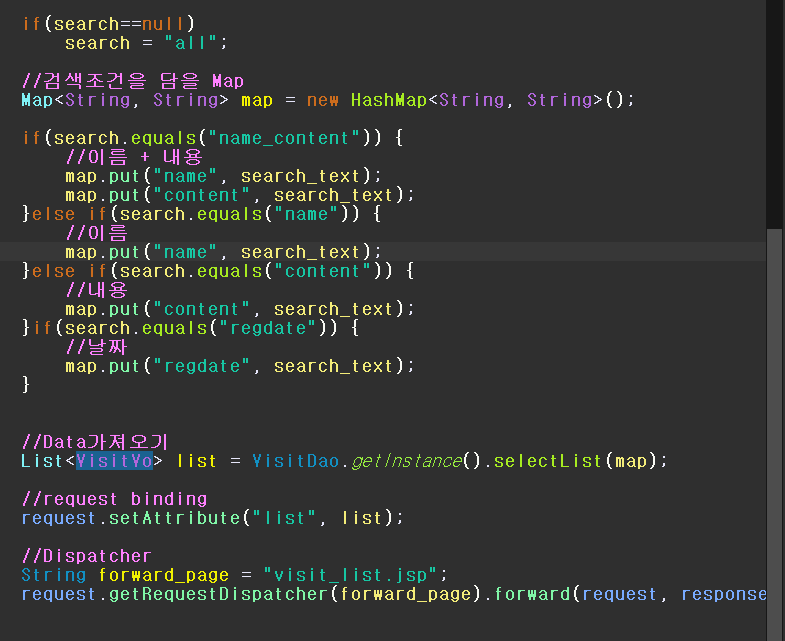 if(search==null)
    search = "all";
//검색조건을 담을 Map
Map<String, String> map = new HashMap<String, String>();
if(search.equals("name_content")) {
    //이름 + 내용
    map.put("name", search_text);
    map.put("content", search_text);
}else if(search.equals("name")) {
    //이름
    map.put("name", search_text);
}else if(search.equals("content")) {
    //내용
    map.put("content", search_text);
}if(search.equals("regdate")) {
    //날짜
    map.put("regdate", search_text);
}
//Data가져오기
List<VisitVo> list = VisitDao.getInstance().selectList(map);
//request binding
request.setAttribute("list", list);
//Dispatcher
String forward_page = "visit_list.jsp";
request.getRequestDispatcher(forward_page).forward(request, response